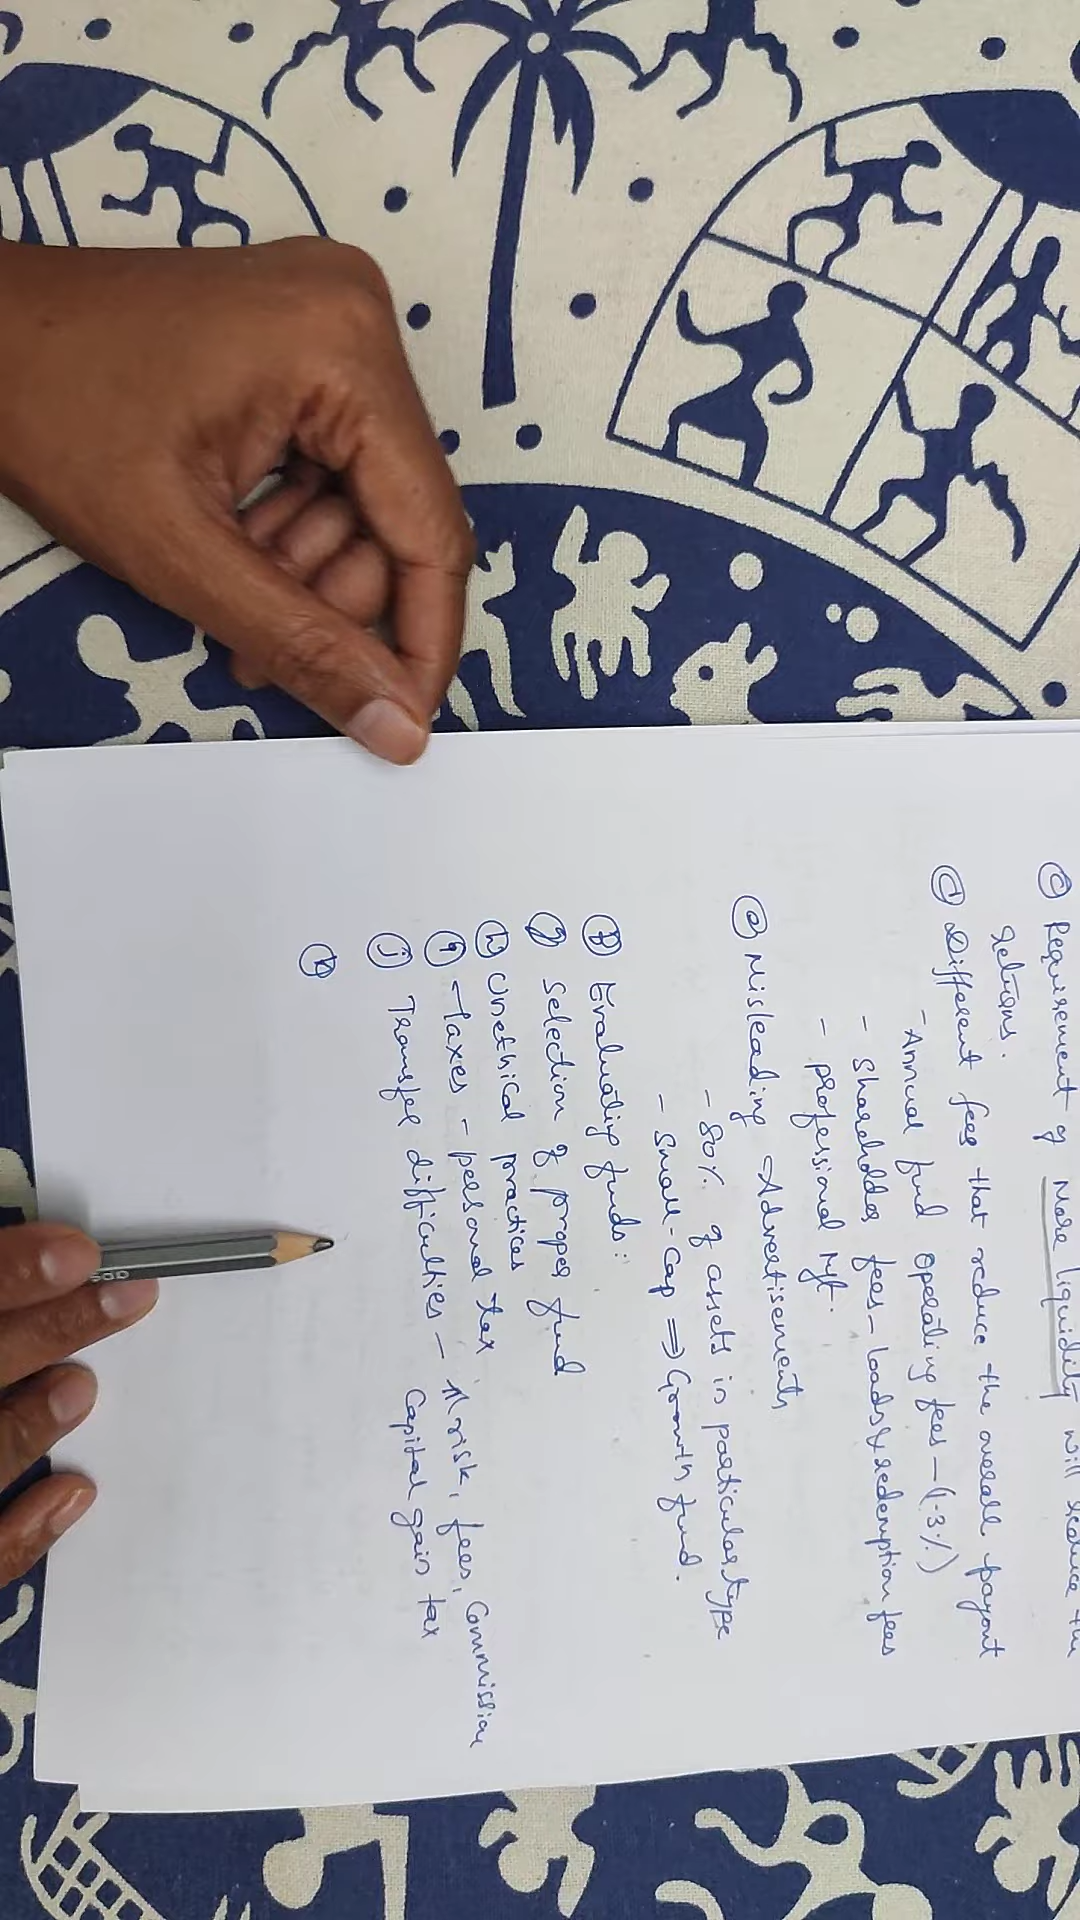 (c) Requirement of more liquidity will reduce the
returns.
(d) Different fees that reduce the overall payout
- Annual fund operating fees - (1-3%)
- Shareholder fees - loads & redemption fees
- professional Mgt.
(e) Misleading Advertisements
- 80% of assets in particular type
- Small-Cap ⇒ Growth fund.
(f) Evaluating funds:
(g) Selection of proper fund
(h) Unethical practices
(i) Taxes - personal tax
(j) Transfer difficulties - ↑↑ risk, fees, Commission
Capital gain tax
(k)